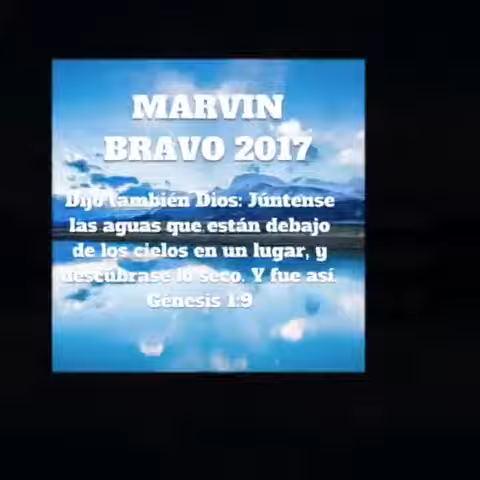 MARVIN
BRAVO 2017
Dijo también Dios: Júntense
las aguas que están debajo
de los cielos en un lugar, y
descúbrase lo seco. Y fue así.
Génesis 1:9